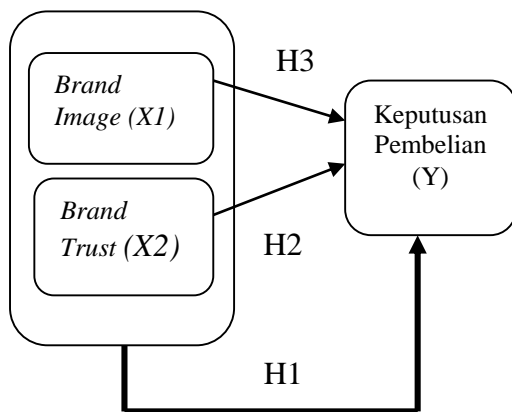 H3
Brand
Image (X1)
Keputusan
Pembelian
(Y)
Brand
Trust (X2)
H2
H1